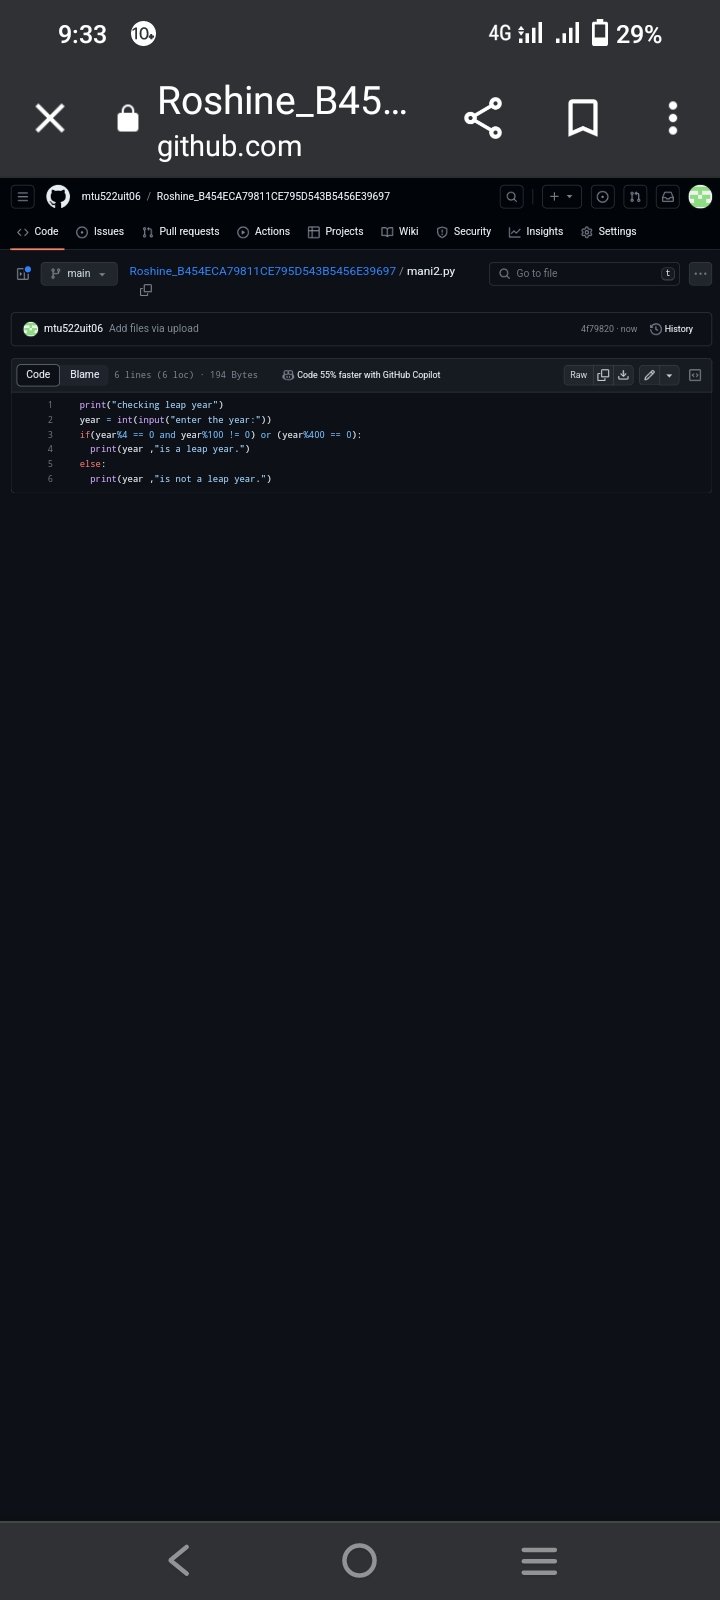 9:33 10+ 4G 29%
Roshine_B45...
github.com
mtu522uit06 / Roshine_B454ECA79811CE795D543B5456E39697
Code Issues Pull requests Actions Projects Wiki Security Insights Settings
main Roshine_B454ECA79811CE795D543B5456E39697 / mani2.py Go to file t
mtu522uit06 Add files via upload 4f79820 · now History
Code Blame 6 lines (6 loc) · 194 Bytes Code 55% faster with GitHub Copilot Raw
1 print("checking leap year")
2 year = int(input("enter the year:"))
3 if(year%4 == 0 and year%100 != 0) or (year%400 == 0):
4 print(year ,"is a leap year.")
5 else:
6 print(year ,"is not a leap year.")